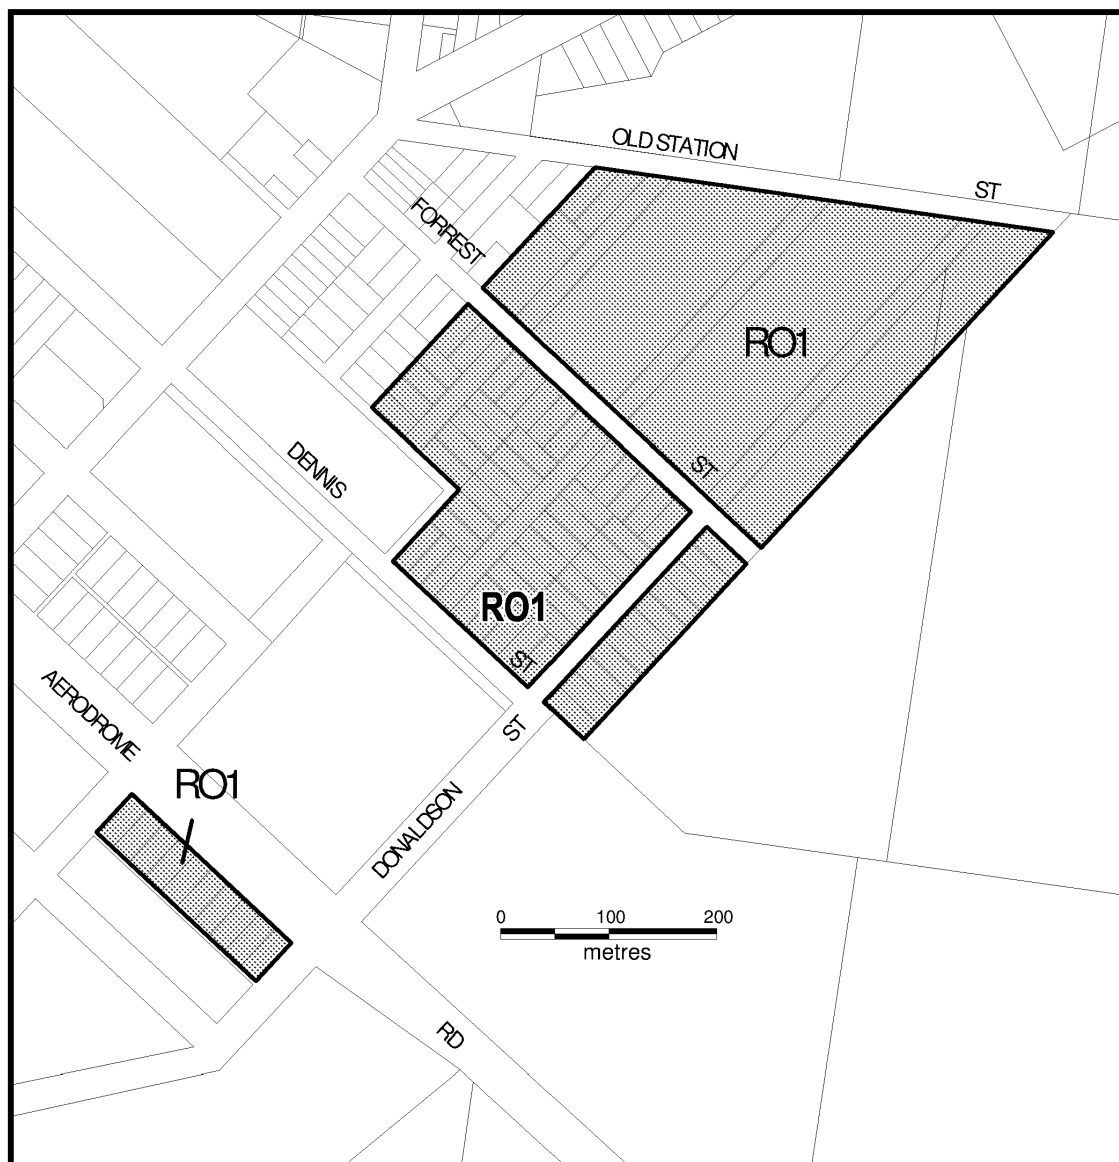 OLD STATION
ST
FORREST
RO1
DENNIS
ST
RO1
ST
AERODROME
ST
RO1
DONALDSON
0 100 200
metres
RD